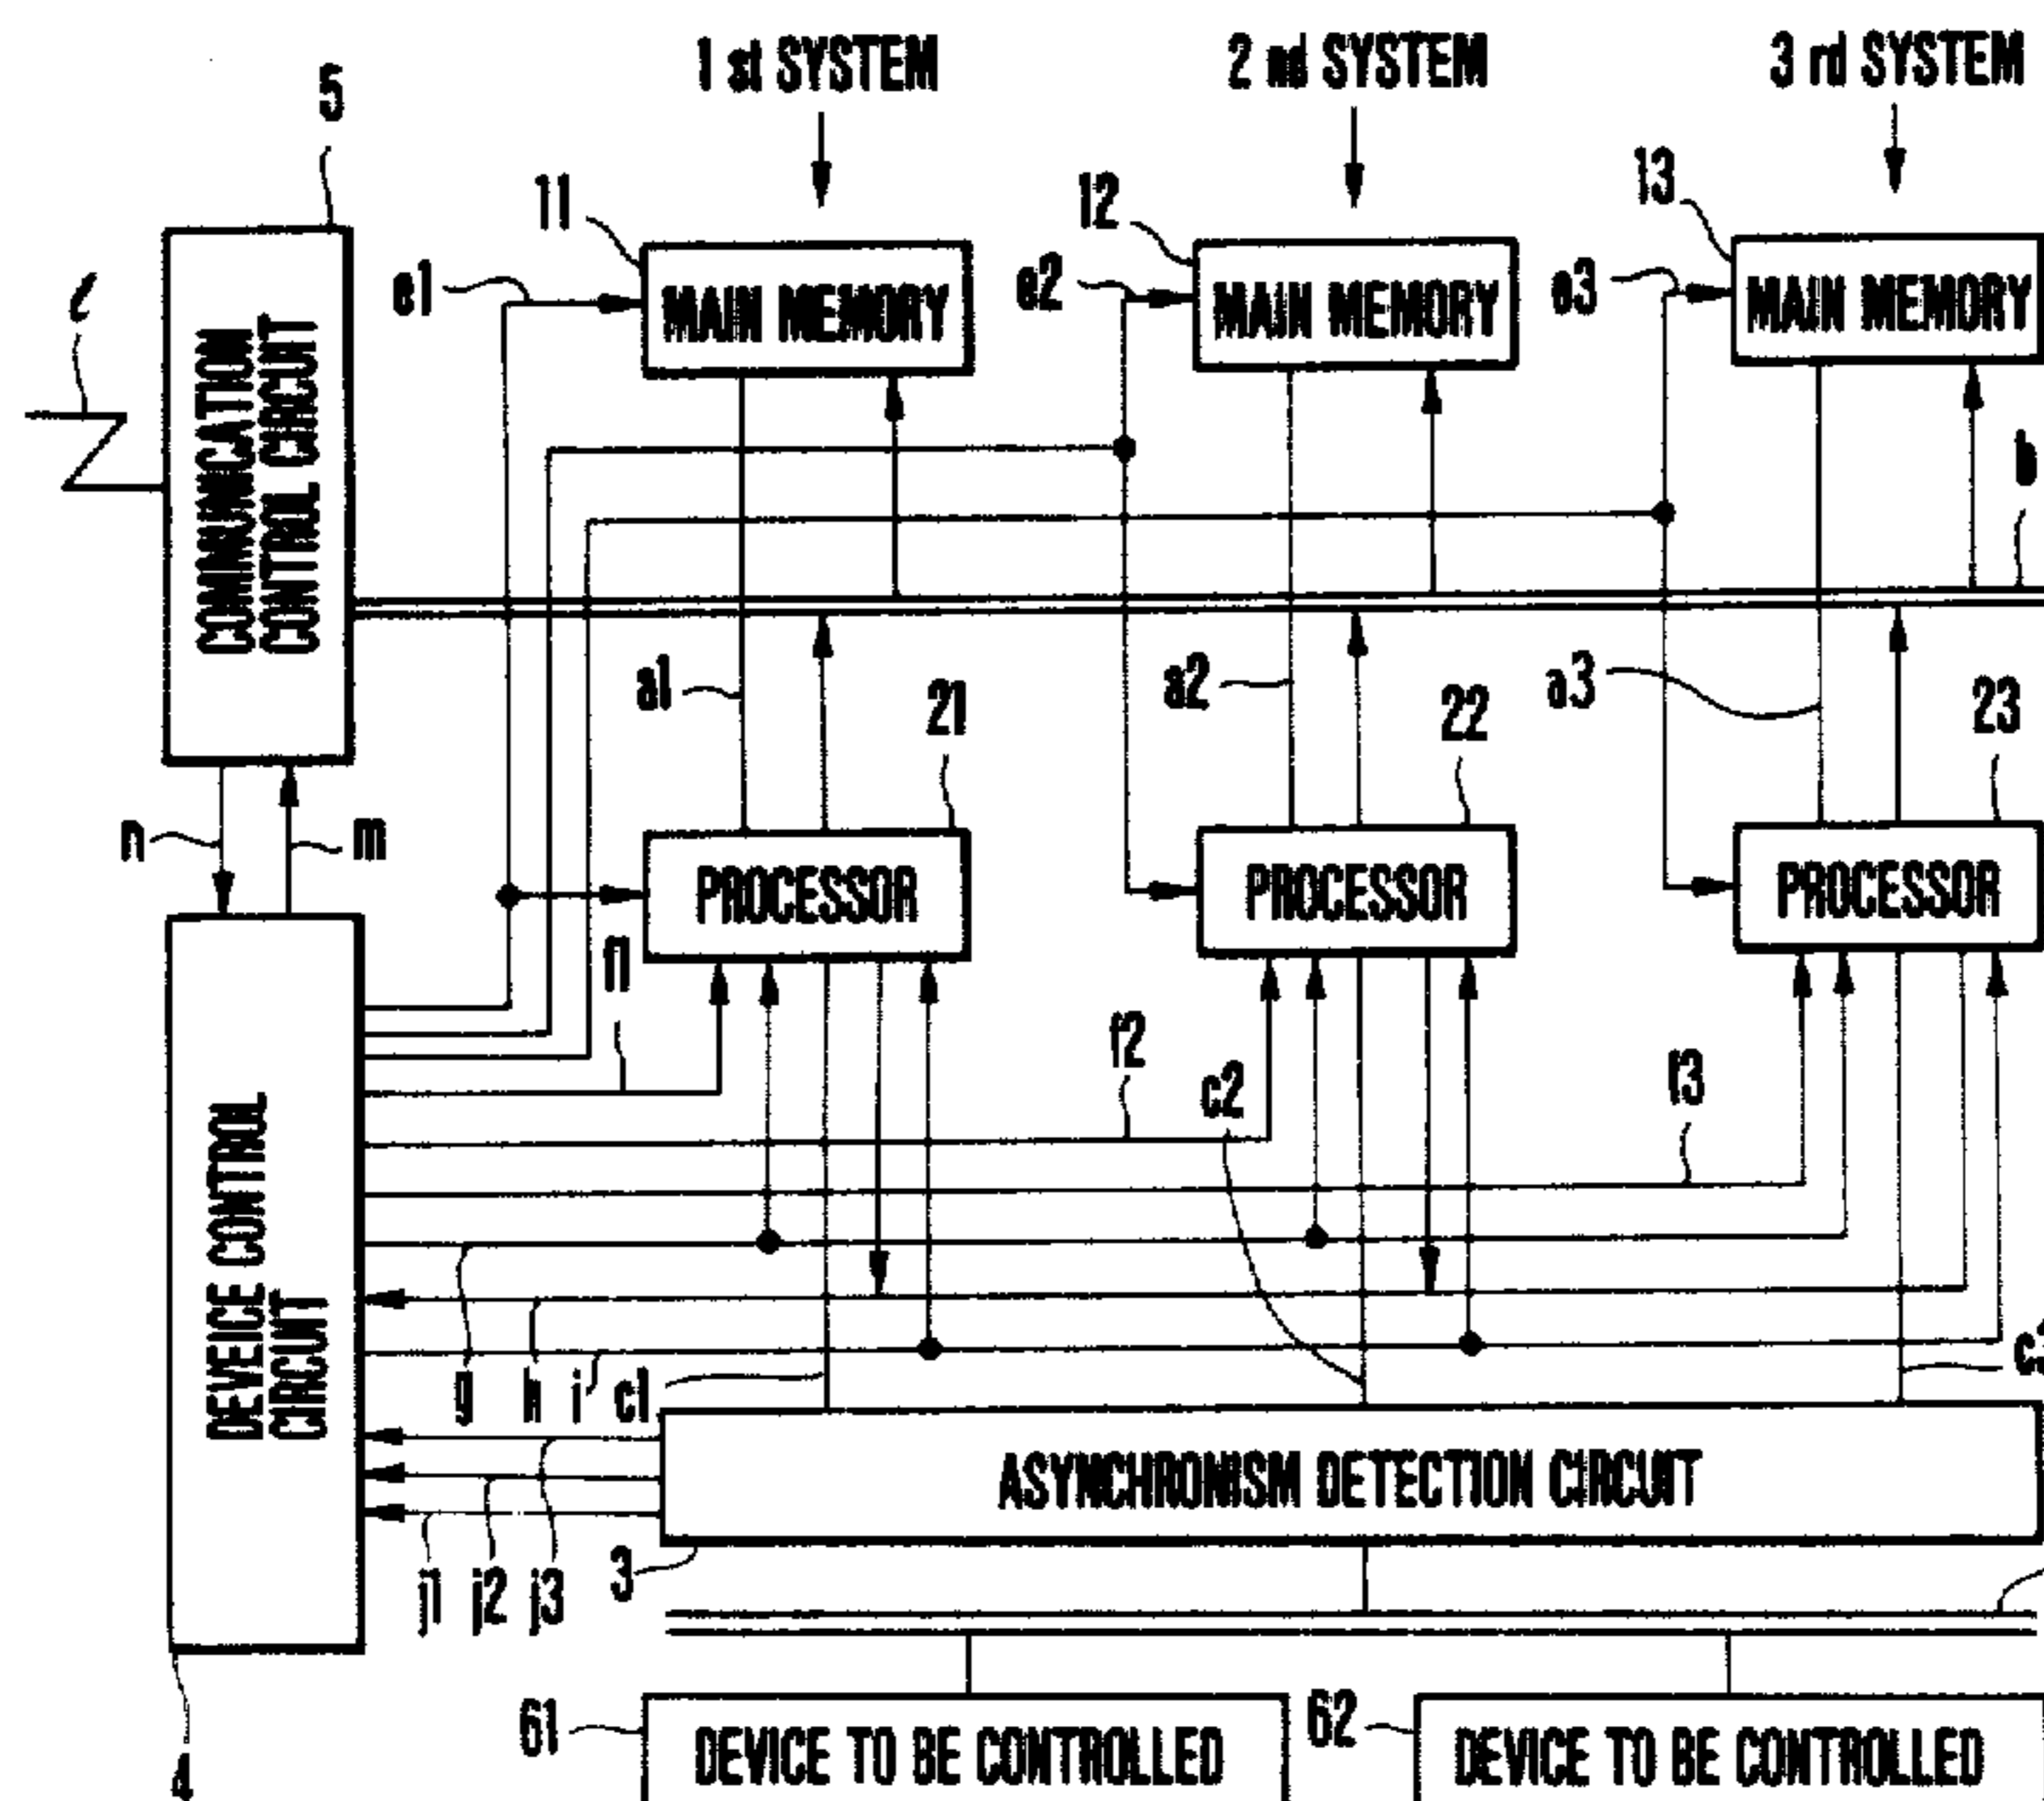 1 st SYSTEM
2 nd SYSTEM
3 rd SYSTEM
5
11
12
13
ℓ
e1
MAIN MEMORY
e2
MAIN MEMORY
e3
MAIN MEMORY
COMMUNICATION
CONTROL CIRCUIT
b
a1
21
a2
22
a3
23
n
m
PROCESSOR
PROCESSOR
PROCESSOR
f1
f2
c2
f3
DEVEICE CONTROL
CIRCUIT
g
h
i
c1
ASYNCHRONISM DETECTION CIRCUIT
j1
j2
j3
3
4
61
DEVICE TO BE CONTROLLED
62
DEVICE TO BE CONTROLLED